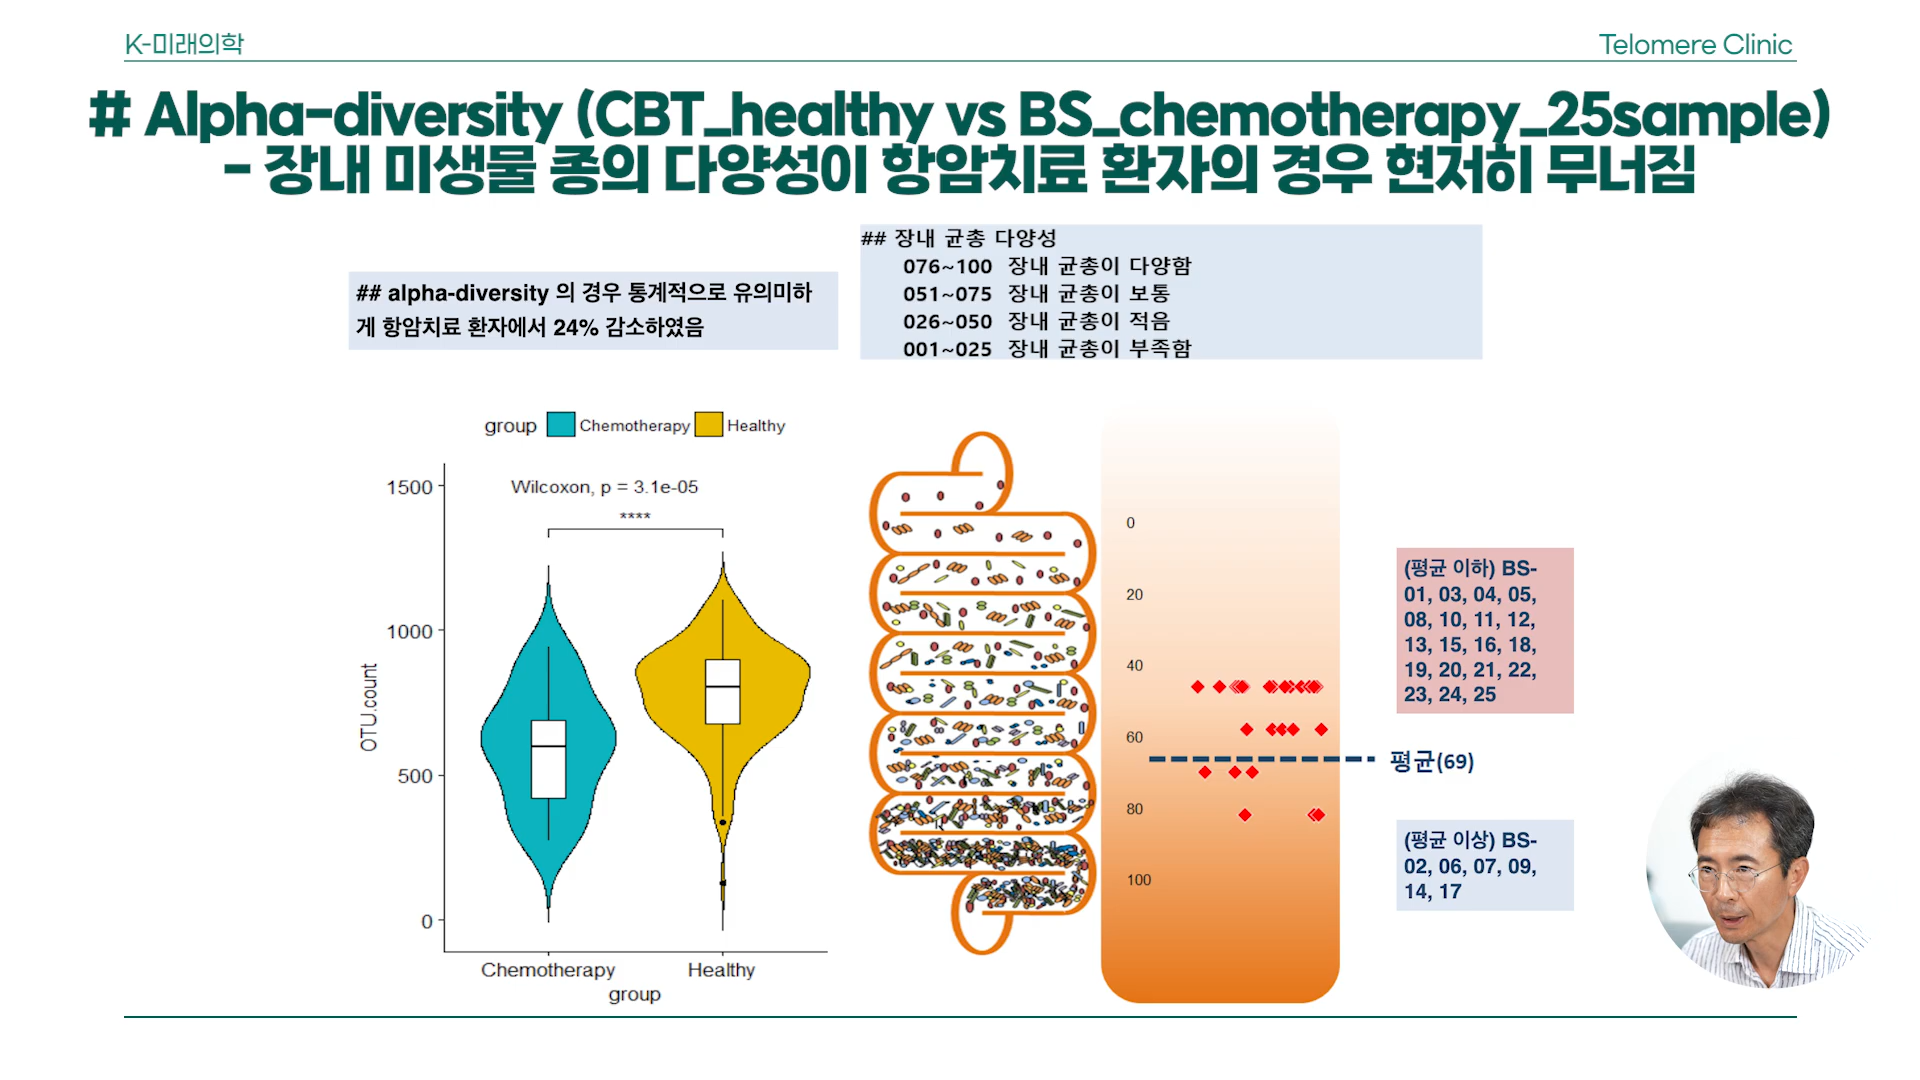 K-미래의학
Telomere Clinic
# Alpha-diversity (CBT_healthy vs BS_chemotherapy_25sample)
- 장내 미생물 종의 다양성이 항암치료 환자의 경우 현저히 무너짐
## alpha-diversity 의 경우 통계적으로 유의미하
게 항암치료 환자에서 24% 감소하였음
## 장내 균총 다양성
076~100 장내 균총이 다양함
051~075 장내 균총이 보통
026~050 장내 균총이 적음
001~025 장내 균총이 부족함
group Chemotherapy Healthy
Wilcoxon, p = 3.1e-05
****
1500
1000
500
0
OTU.count
Chemotherapy Healthy
group
0
20
40
60
80
100
평균(69)
(평균 이하) BS-
01, 03, 04, 05,
08, 10, 11, 12,
13, 15, 16, 18,
19, 20, 21, 22,
23, 24, 25
(평균 이상) BS-
02, 06, 07, 09,
14, 17